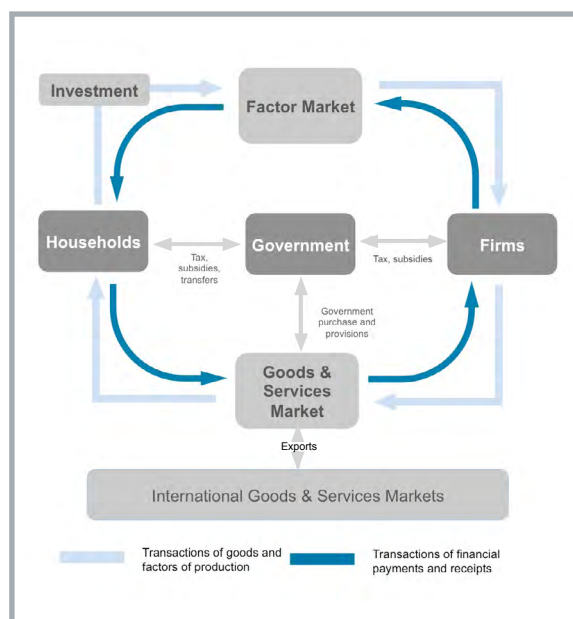 Investment
Factor Market
Households
Government
Firms
Tax,
subsidies,
transfers
Tax, subsidies
Government
purchase and
provisions
Goods &
Services
Market
Exports
International Goods & Services Markets
Transactions of goods and
factors of production
Transactions of financial
payments and receipts